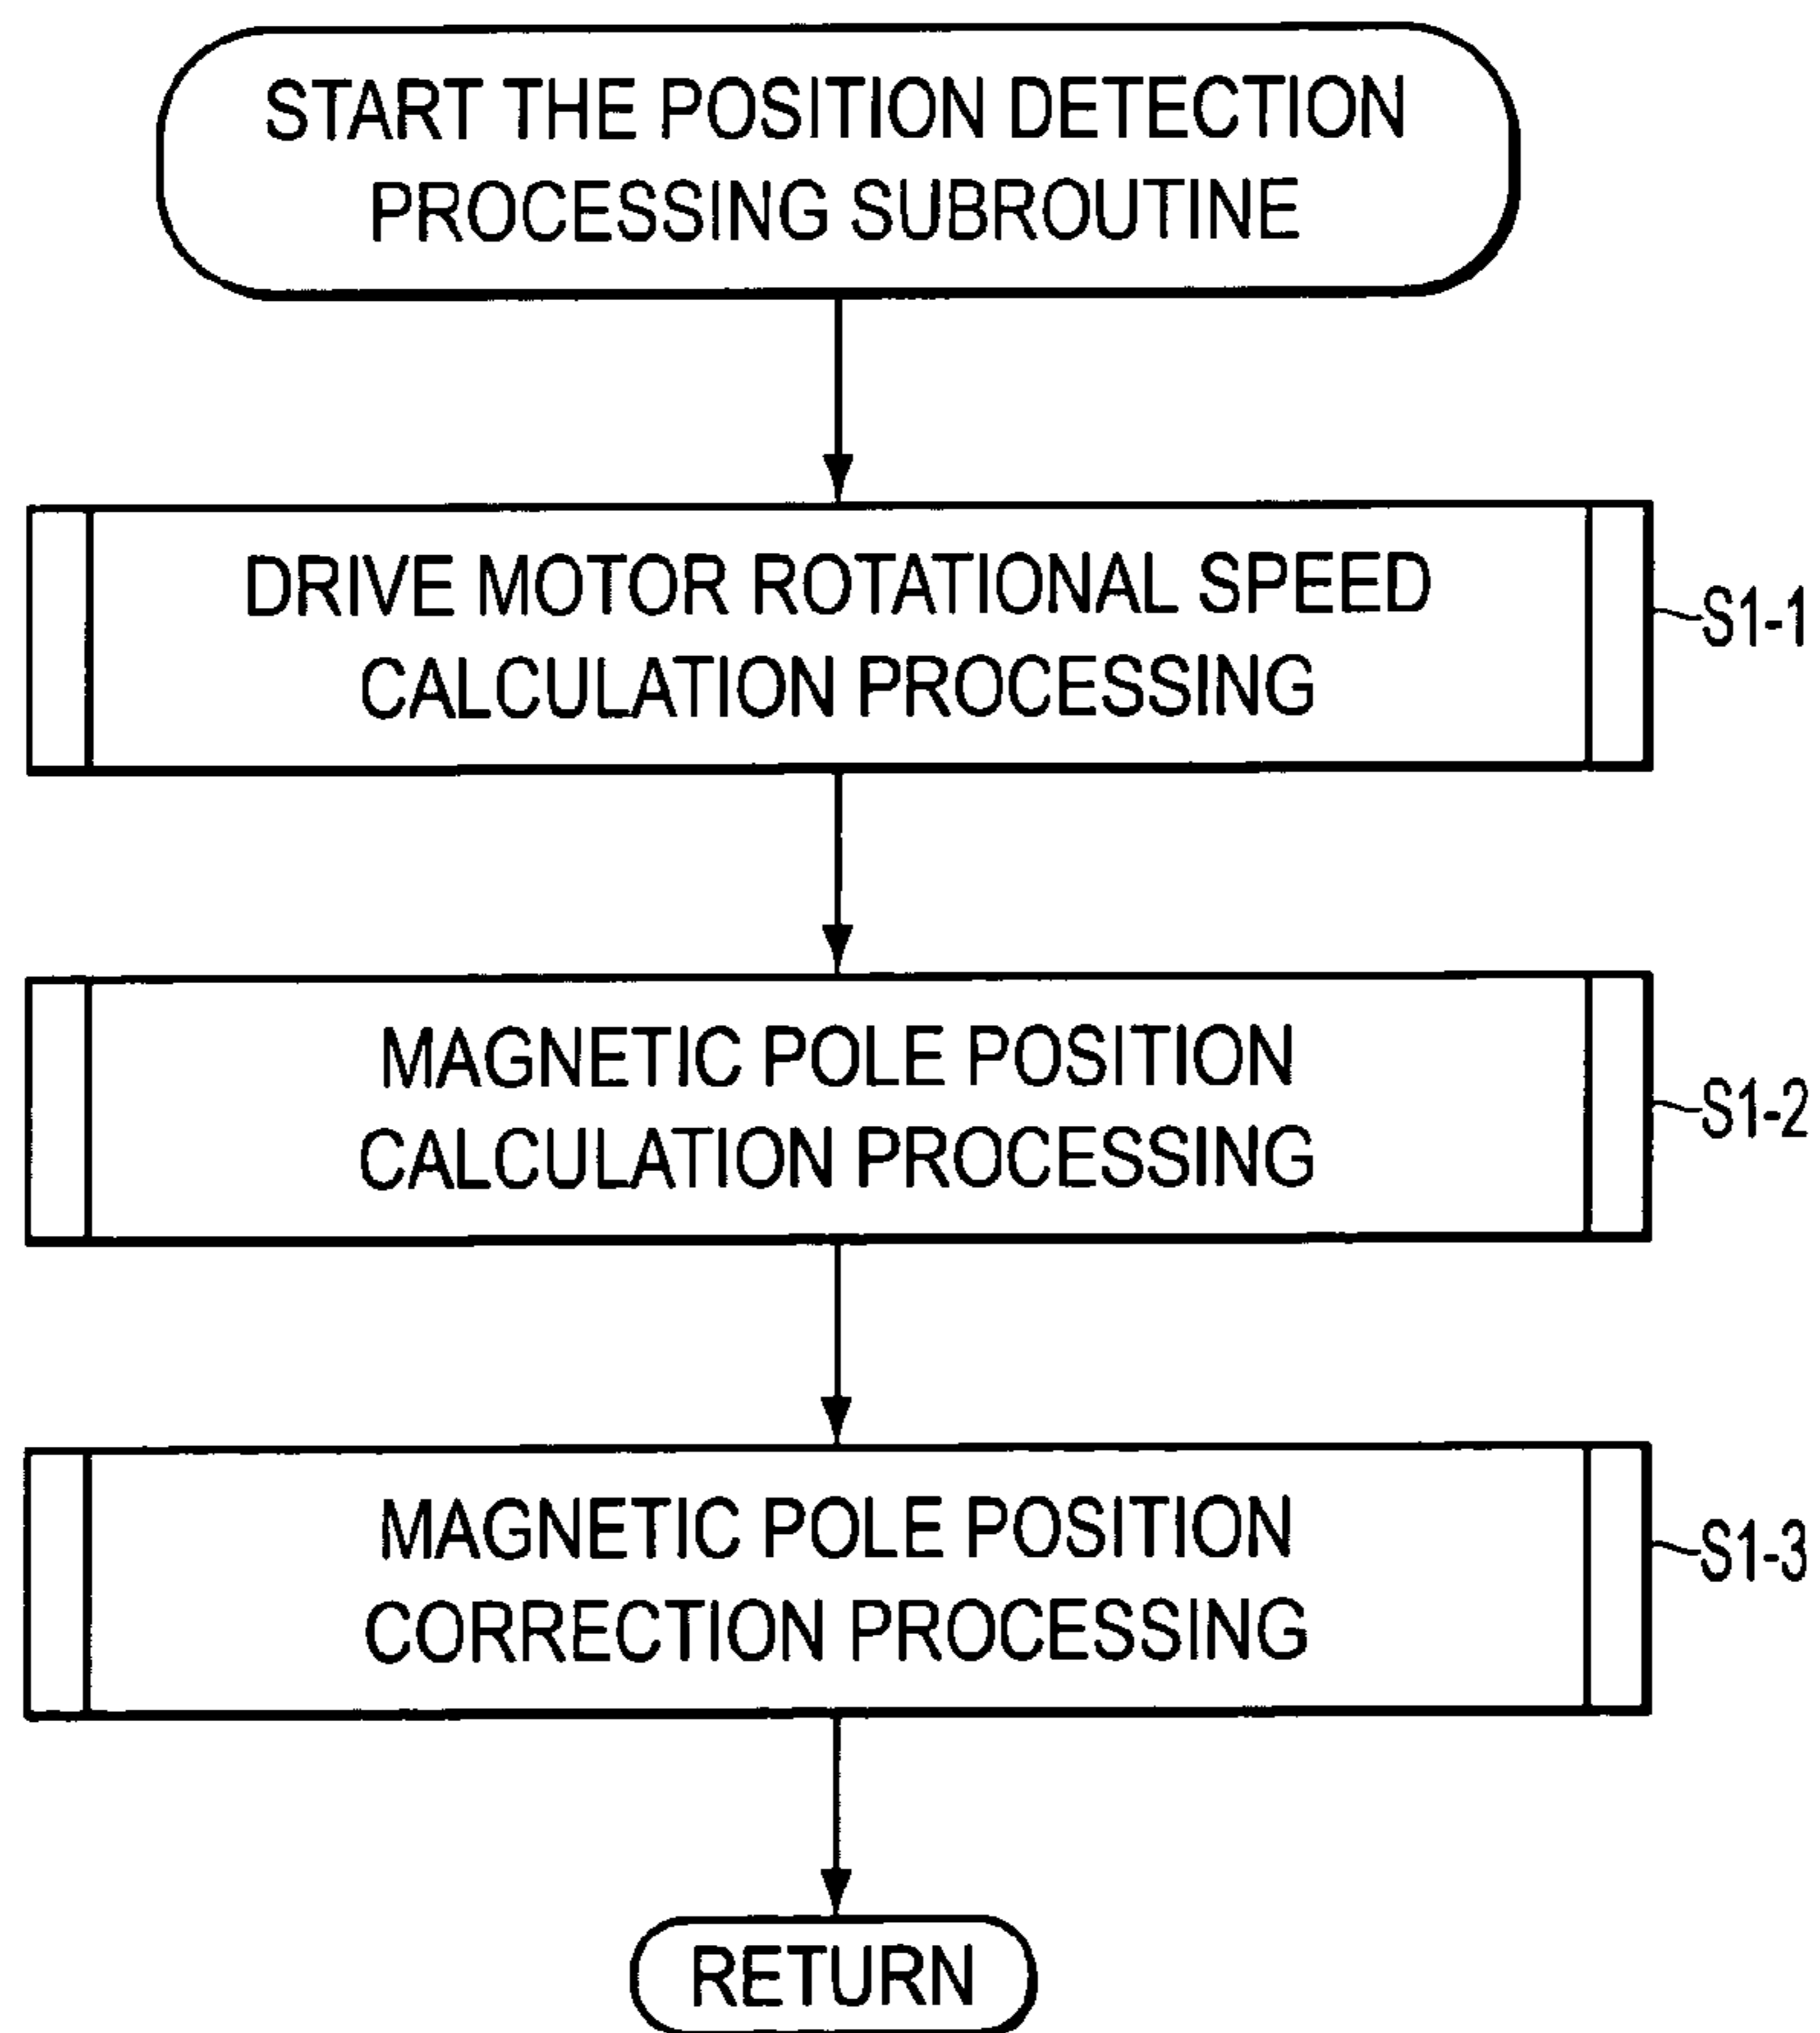 START THE POSITION DETECTION
PROCESSING SUBROUTINE
DRIVE MOTOR ROTATIONAL SPEED
CALCULATION PROCESSING
S1-1
MAGNETIC POLE POSITION
CALCULATION PROCESSING
S1-2
MAGNETIC POLE POSITION
CORRECTION PROCESSING
S1-3
RETURN